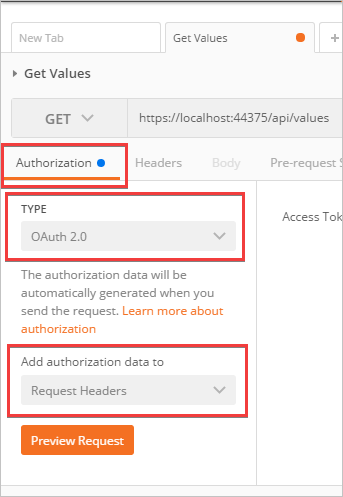 New Tab
Get Values
+
Get Values
GET
https://localhost:44375/api/values
Authorization
Headers
Body
Pre-request S
TYPE
Access Tok
OAuth 2.0
The authorization data will be
automatically generated when you
send the request. Learn more about
authorization
Add authorization data to
Request Headers
Preview Request